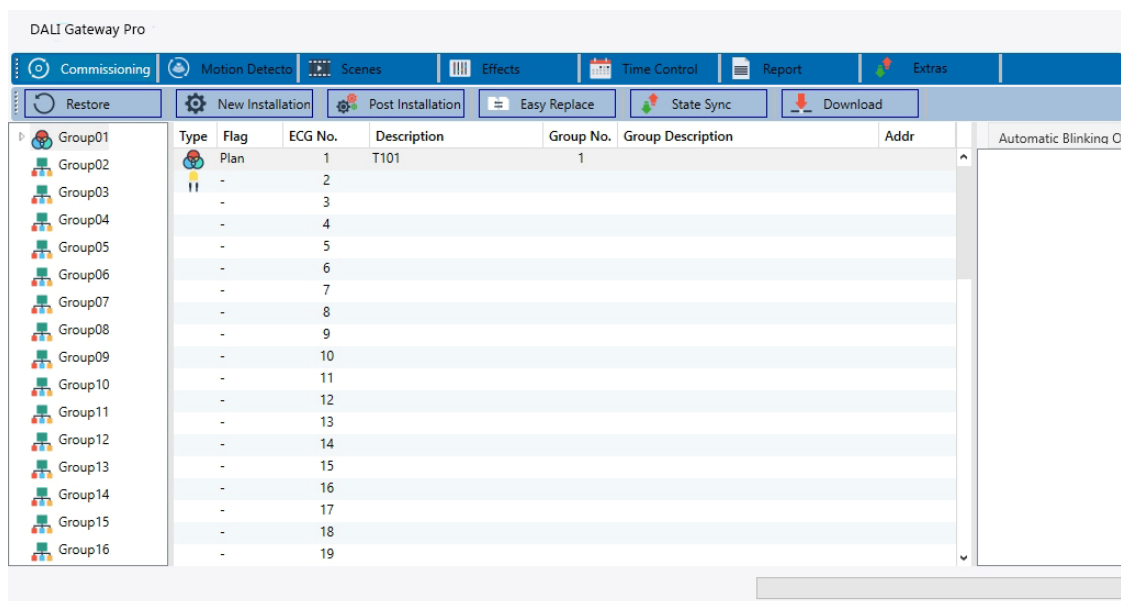 DALI Gateway Pro
Commissioning Motion Detecto Scenes Effects Time Control Report Extras
Restore New Installation Post Installation Easy Replace State Sync Download
Group01
Group02
Group03
Group04
Group05
Group06
Group07
Group08
Group09
Group10
Group11
Group12
Group13
Group14
Group15
Group16
Type Flag ECG No. Description Group No. Group Description Addr
Plan 1 T101 1
- 2
- 3
- 4
- 5
- 6
- 7
- 8
- 9
- 10
- 11
- 12
- 13
- 14
- 15
- 16
- 17
- 18
- 19
Automatic Blinking O